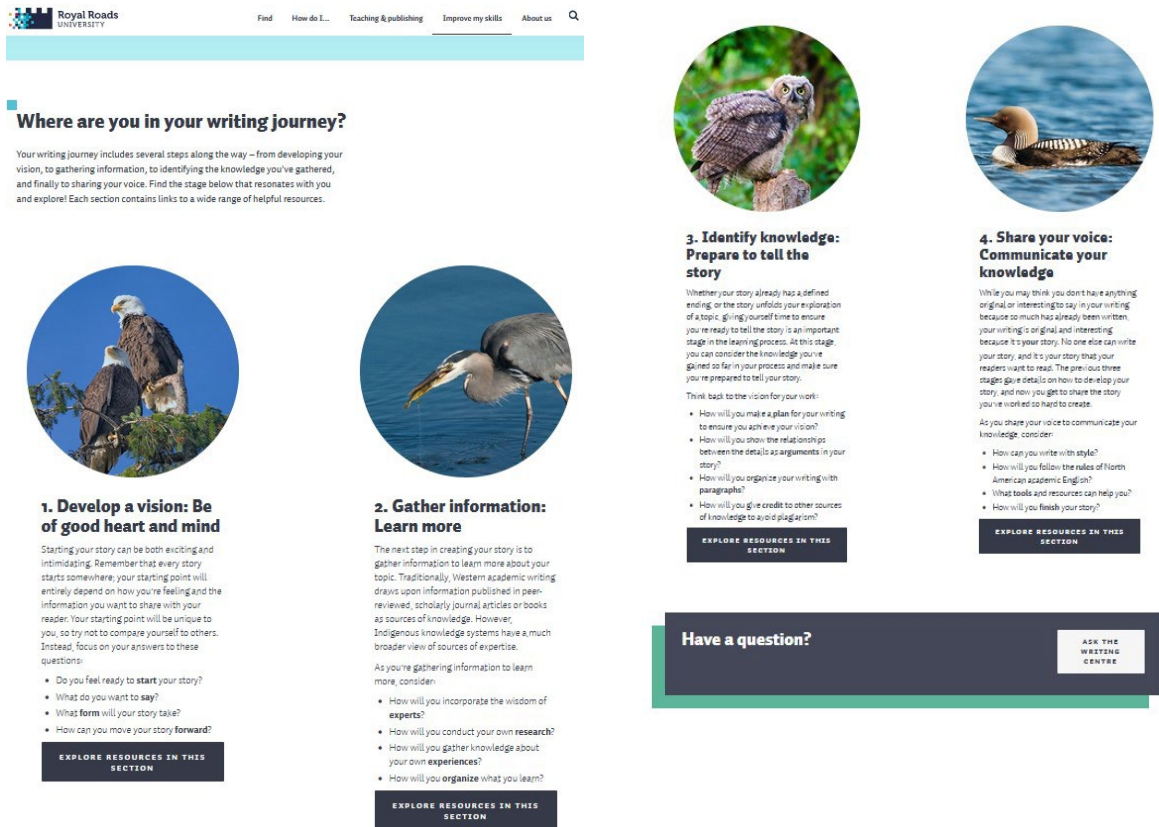 Royal Roads
UNIVERSITY
Find
How do I...
Teaching & publishing
Improve my skills
About us
Where are you in your writing journey?
Your writing journey includes several steps along the way – from developing your
vision, to gathering information, to identifying the knowledge you've gathered,
and finally to sharing your voice. Find the stage below that resonates with you
and explore! Each section contains links to a wide range of helpful resources.
1. Develop a vision: Be
of good heart and mind
Starting your story can be both exciting and
intimidating. Remember that every story
starts somewhere; your starting point will
entirely depend on how you're feeling and the
information you want to share with your
reader. Your starting point will be unique to
you, so try not to compare yourself to others.
Instead, focus on your answers to these
questions:
• Do you feel ready to start your story?
• What do you want to say?
• What form will your story take?
• How can you move your story forward?
EXPLORE RESOURCES IN THIS
SECTION
2. Gather information:
Learn more
The next step in creating your story is to
gather information to learn more about your
topic. Traditionally, Western academic writing
draws upon information published in peer-
reviewed, scholarly journal articles or books
as sources of knowledge. However,
Indigenous knowledge systems have a much
broader view of sources of expertise.
As you're gathering information to learn
more, consider:
• How will you incorporate the wisdom of
experts?
• How will you conduct your own research?
• How will you gather knowledge about
your own experiences?
• How will you organize what you learn?
EXPLORE RESOURCES IN THIS
SECTION
3. Identify knowledge:
Prepare to tell the
story
Whether your story already has a defined
ending, or the story unfolds your exploration
of a topic, giving yourself time to ensure
you're ready to tell the story is an important
stage in the learning process. At this stage,
you can consider the knowledge you've
gained so far in your process and make sure
you're prepared to tell your story.
Think back to the vision for your work:
• How will you make a plan for your writing
to ensure you achieve your vision?
• How will you show the relationships
between the details as arguments in your
story?
• How will you organize your writing with
paragraphs?
• How will you give credit to other sources
of knowledge to avoid plagiarism?
EXPLORE RESOURCES IN THIS
SECTION
4. Share your voice:
Communicate your
knowledge
While you may think you don't have anything
original or interesting to say in your writing
because so much has already been written,
your writing is original and interesting
because it's your story. No one else can write
your story, and it's your story that your
readers want to read. The previous three
stages gave details on how to develop your
story, and now you get to share the story
you've worked so hard to create.
As you share your voice to communicate your
knowledge, consider:
• How can you write with style?
• How will you follow the rules of North
American academic English?
• What tools and resources can help you?
• How will you finish your story?
EXPLORE RESOURCES IN THIS
SECTION
Have a question?
ASK THE
WRITING
CENTRE